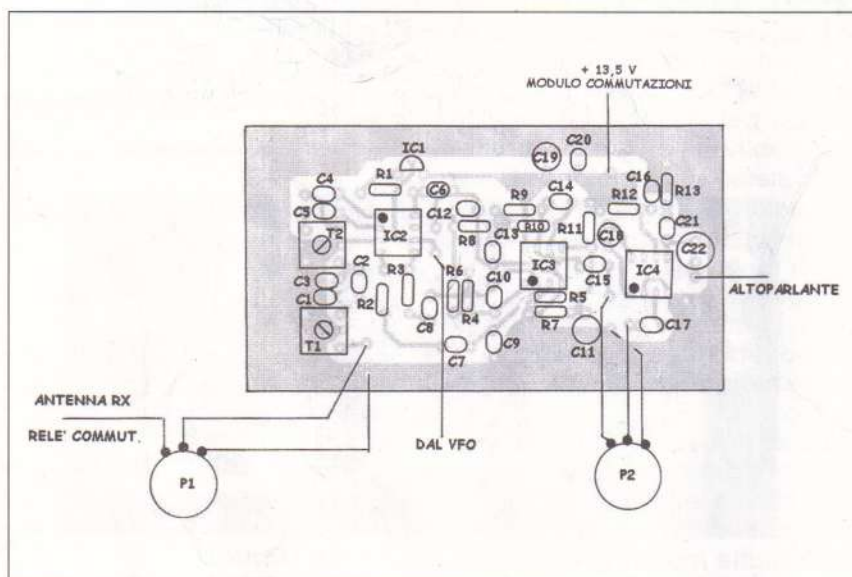 + 13,5 V
MODULO COMMUTAZIONI
IC1
C19
C20
C4
R1
C6
C14
C16
R12
R13
C5
C12
R9
T2
IC2
R8
C13
R10
R11
C18
C21
C22
C3
C2
R3
R6
C10
IC3
C15
IC4
C1
R2
R4
R5
ALTOPARLANTE
C8
R7
C17
T1
C7
C9
C11
ANTENNA RX
RELE' COMMUT.
DAL VFO
P1
P2